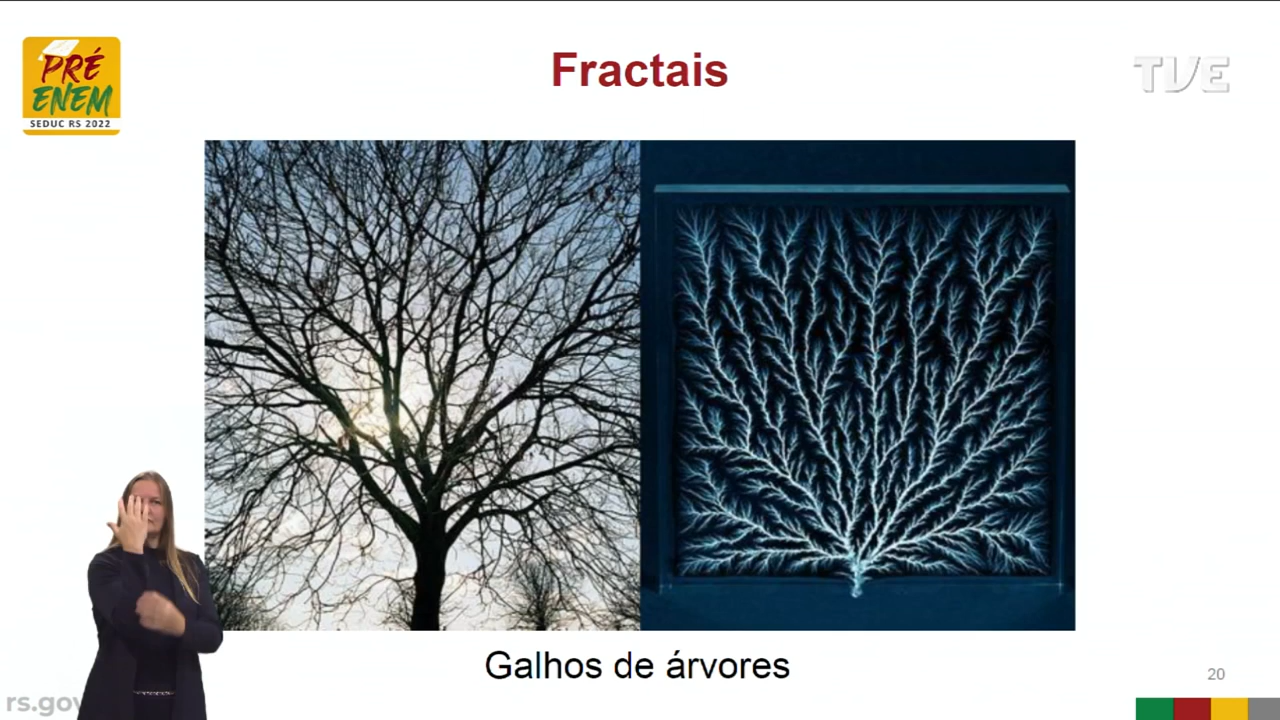 PRÉ
ENEM
SEDUC RS 2022
Fractais
TVE
Galhos de árvores
20
rs.gov